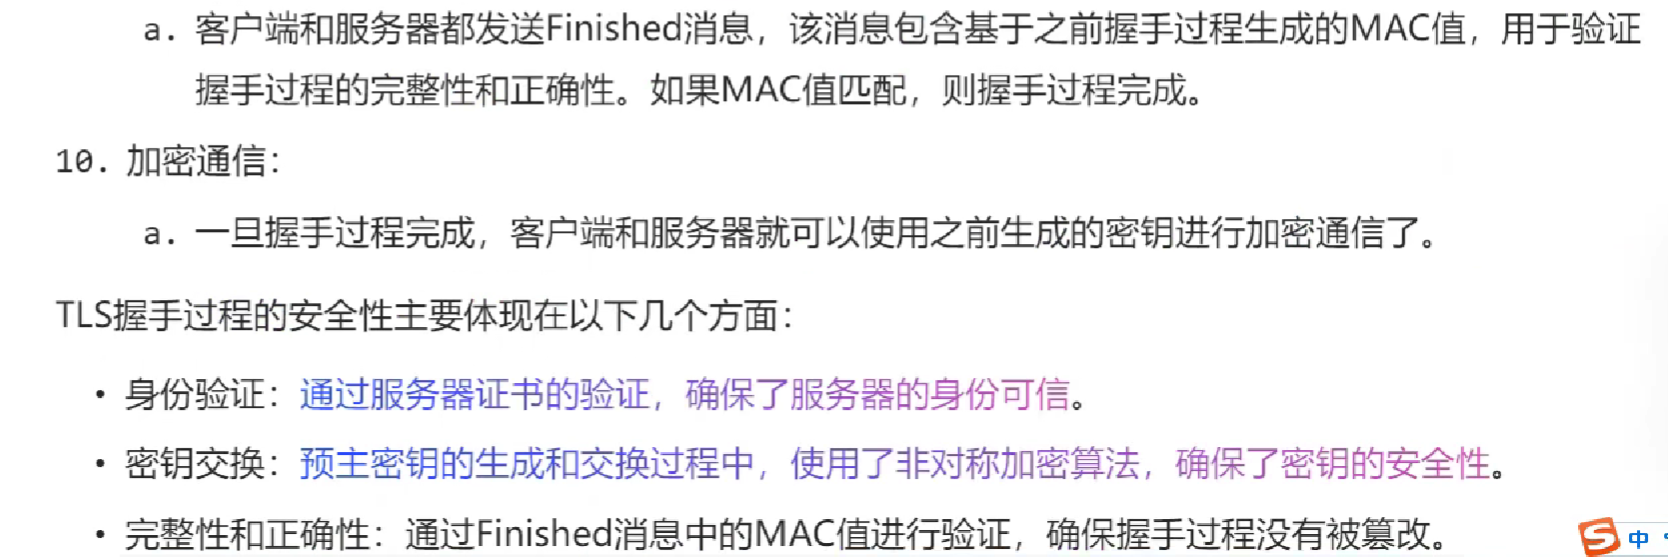 a. 客户端和服务器都发送Finished消息，该消息包含基于之前握手过程生成的MAC值，用于验证
握手过程的完整性和正确性。如果MAC值匹配，则握手过程完成。
10. 加密通信：
a. 一旦握手过程完成，客户端和服务器就可以使用之前生成的密钥进行加密通信了。
TLS握手过程的安全性主要体现在以下几个方面：
• 身份验证：通过服务器证书的验证，确保了服务器的身份可信。
• 密钥交换：预主密钥的生成和交换过程中，使用了非对称加密算法，确保了密钥的安全性。
• 完整性和正确性：通过Finished消息中的MAC值进行验证，确保握手过程没有被篡改。
S 中